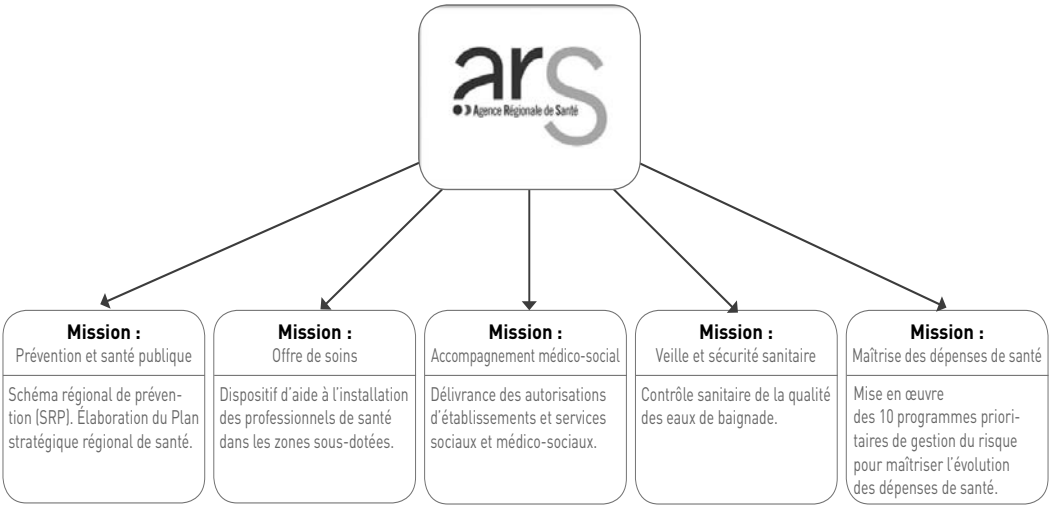 ars
Agence Régionale de Santé
Mission :
Prévention et santé publique
Schéma régional de préven-
tion (SRP). Élaboration du Plan
stratégique régional de santé.
Mission :
Offre de soins
Dispositif d'aide à l'installation
des professionnels de santé
dans les zones sous-dotées.
Mission :
Accompagnement médico-social
Délivrance des autorisations
d'établissements et services
sociaux et médico-sociaux.
Mission :
Veille et sécurité sanitaire
Contrôle sanitaire de la qualité
des eaux de baignade.
Mission :
Maîtrise des dépenses de santé
Mise en œuvre
des 10 programmes priori-
taires de gestion du risque
pour maîtriser l'évolution
des dépenses de santé.